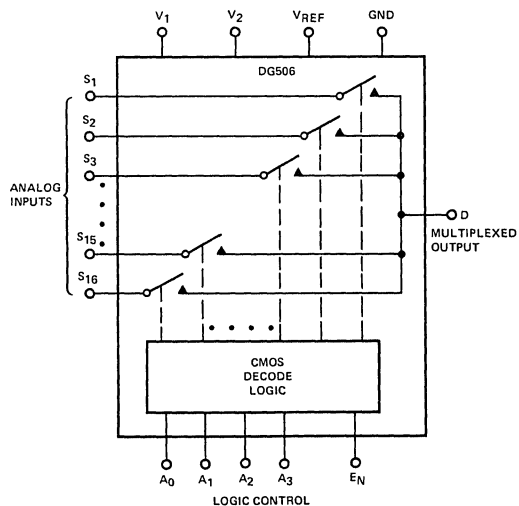 V1 V2 VREF GND
DG506
S1
S2
S3
ANALOG
INPUTS
S15
S16
D
MULTIPLEXED
OUTPUT
CMOS
DECODE
LOGIC
A0 A1 A2 A3 EN
LOGIC CONTROL